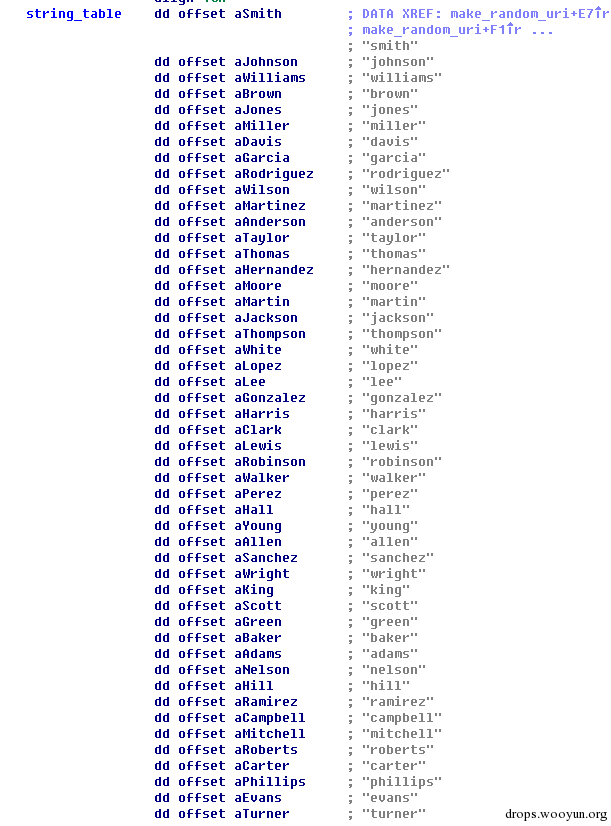 string_table dd offset aSmith ; DATA XREF: make_random_uri+E7↑r
; make_random_uri+F1↑r ...
; "smith"
dd offset aJohnson ; "johnson"
dd offset aWilliams ; "williams"
dd offset aBrown ; "brown"
dd offset aJones ; "jones"
dd offset aMiller ; "miller"
dd offset aDavis ; "davis"
dd offset aGarcia ; "garcia"
dd offset aRodriguez ; "rodriguez"
dd offset aWilson ; "wilson"
dd offset aMartinez ; "martinez"
dd offset aAnderson ; "anderson"
dd offset aTaylor ; "taylor"
dd offset aThomas ; "thomas"
dd offset aHernandez ; "hernandez"
dd offset aMoore ; "moore"
dd offset aMartin ; "martin"
dd offset aJackson ; "jackson"
dd offset aThompson ; "thompson"
dd offset aWhite ; "white"
dd offset aLopez ; "lopez"
dd offset aLee ; "lee"
dd offset aGonzalez ; "gonzalez"
dd offset aHarris ; "harris"
dd offset aClark ; "clark"
dd offset aLewis ; "lewis"
dd offset aRobinson ; "robinson"
dd offset aWalker ; "walker"
dd offset aPerez ; "perez"
dd offset aHall ; "hall"
dd offset aYoung ; "young"
dd offset aAllen ; "allen"
dd offset aSanchez ; "sanchez"
dd offset aWright ; "wright"
dd offset aKing ; "king"
dd offset aScott ; "scott"
dd offset aGreen ; "green"
dd offset aBaker ; "baker"
dd offset aAdams ; "adams"
dd offset aNelson ; "nelson"
dd offset aHill ; "hill"
dd offset aRamirez ; "ramirez"
dd offset aCampbell ; "campbell"
dd offset aMitchell ; "mitchell"
dd offset aRoberts ; "roberts"
dd offset aCarter ; "carter"
dd offset aPhillips ; "phillips"
dd offset aEvans ; "evans"
dd offset aTurner ; "turner"
drops.wooyun.org